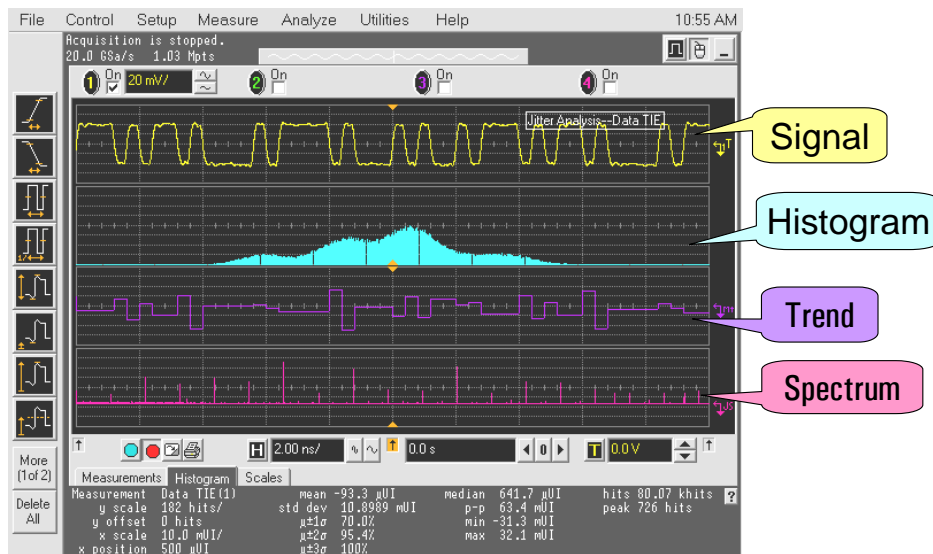 File Control Setup Measure Analyze Utilities Help 10:55 AM
Acquisition is stopped.
20.0 GSa/s 1.03 Mpts
1 On 20 mV/ 2 On 3 On 4 On
Jitter Analysis--Data TIE
T
Signal
Histogram
Trend
Spectrum
More
(1of 2)
Delete
All
H 2.00 ns/ 0.0 s 0 T 0.0 V
Measurements Histogram Scales
Measurement Data TIE(1) mean -93.3 µUI median 641.7 µUI hits 80.07 khits ?
y scale 182 hits/ std dev 10.8989 mUI p-p 63.4 mUI peak 726 hits
y offset 0 hits µ±1σ 70.0% min -31.3 mUI
x scale 10.0 mUI/ µ±2σ 95.4% max 32.1 mUI
x position 500 µUI µ±3σ 100%